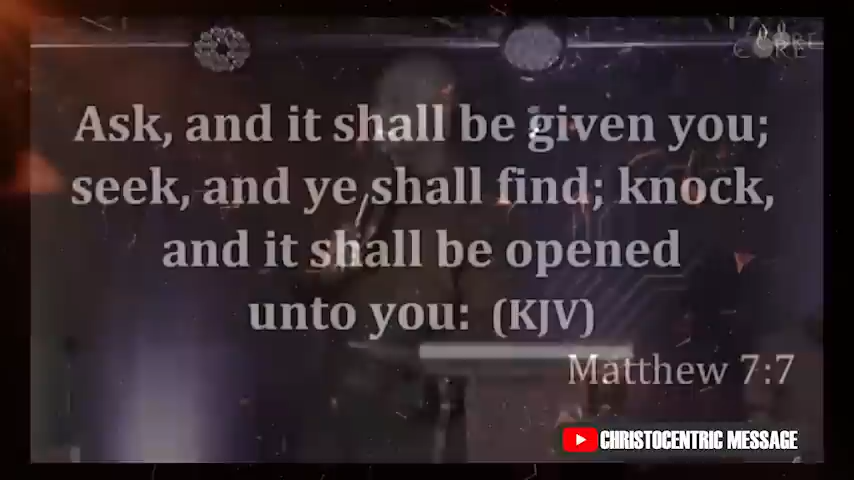 CORE
Ask, and it shall be given you;
seek, and ye shall find; knock,
and it shall be opened
unto you: (KJV)
Matthew 7:7
CHRISTOCENTRIC MESSAGE